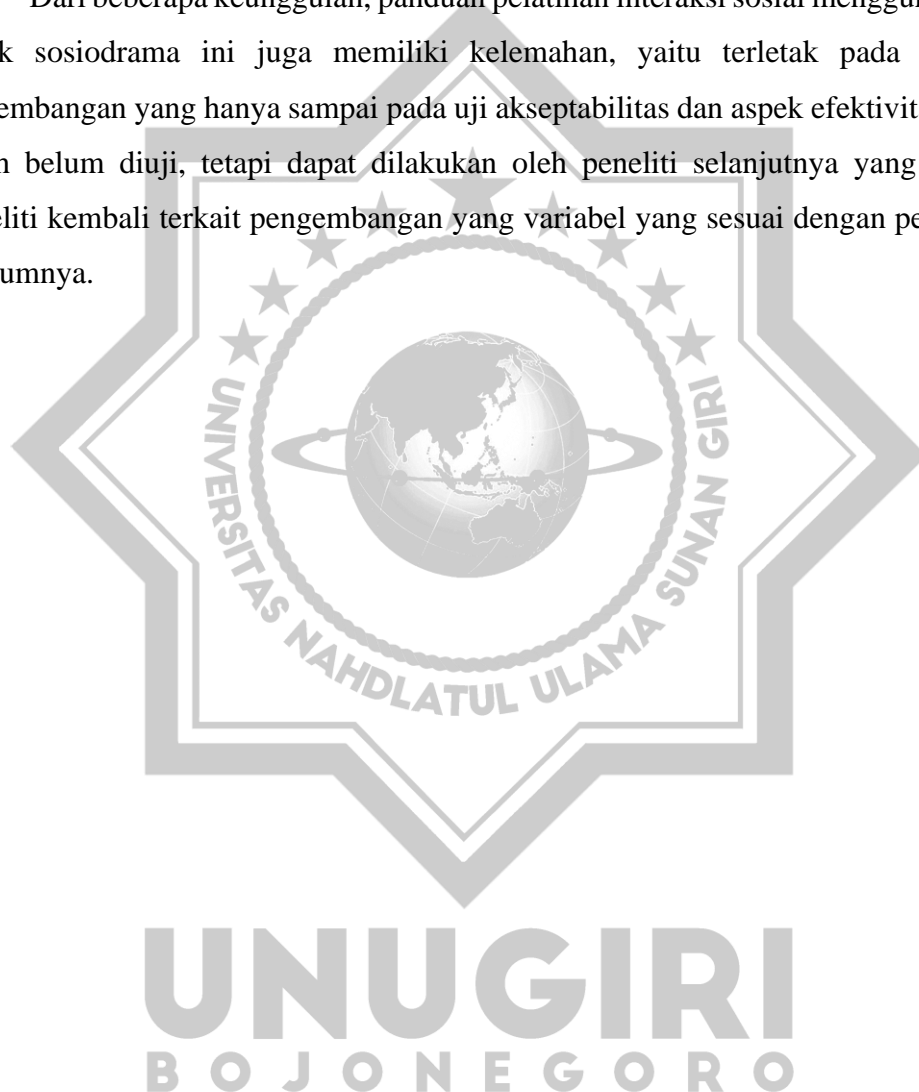 Dari beberapa keunggulan, panduan pelatihan interaksi sosial menggu
k sosiodrama ini juga memiliki kelemahan, yaitu terletak pada
embangan yang hanya sampai pada uji akseptabilitas dan aspek efektivita
n belum diuji, tetapi dapat dilakukan oleh peneliti selanjutnya yang
eliti kembali terkait pengembangan yang variabel yang sesuai dengan pe
umnya.
UNIVERSITAS NAHDLATUL ULAMA SUNAN GIRI
UNUGIRI
BOJONEGORO